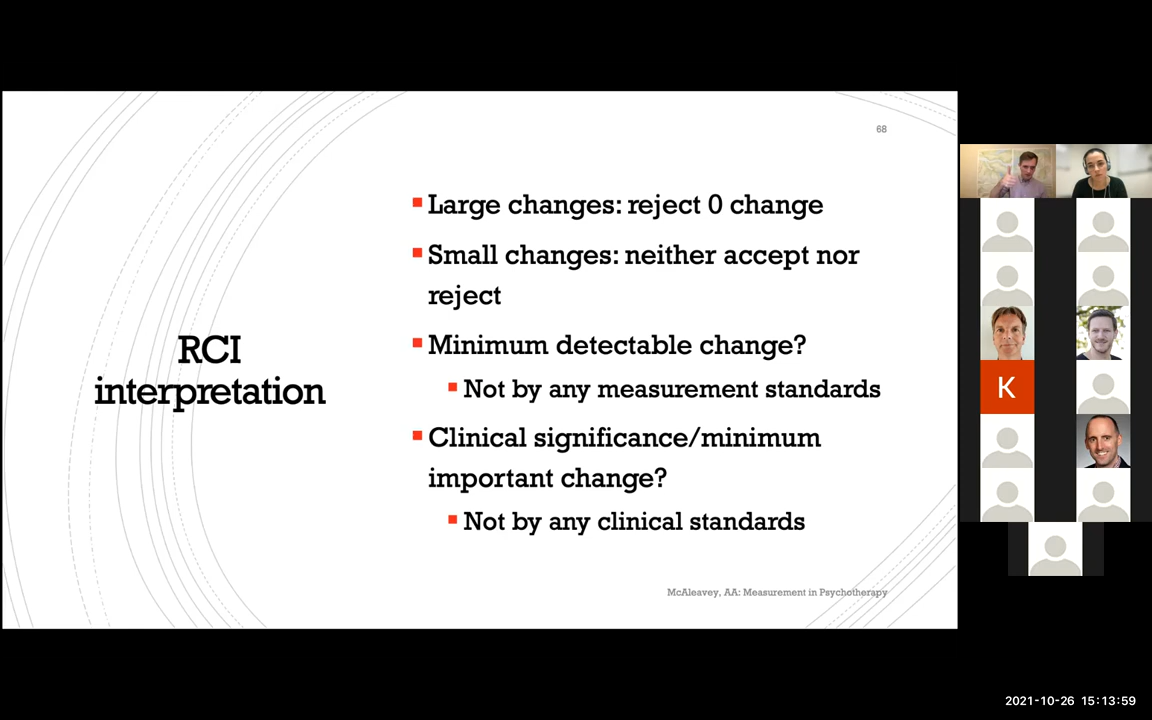 68
RCI
interpretation
Large changes: reject 0 change
Small changes: neither accept nor
reject
Minimum detectable change?
Not by any measurement standards
Clinical significance/minimum
important change?
Not by any clinical standards
McAleavey, AA: Measurement in Psychotherapy
K
2021-10-26 15:13:59